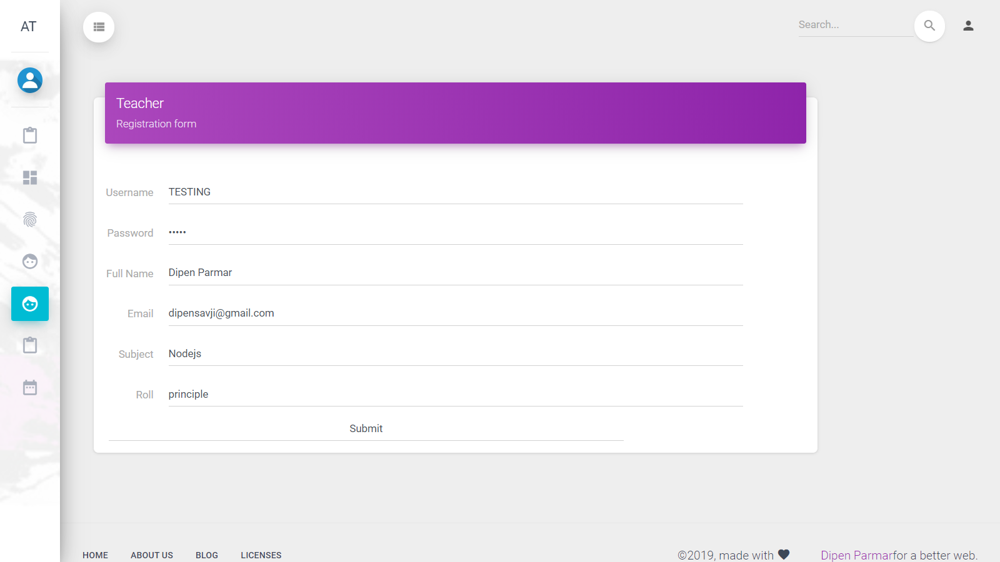 AT
Search...
Teacher
Registration form
Username TESTING
Password •••••
Full Name Dipen Parmar
Email dipensavji@gmail.com
Subject Nodejs
Roll principle
Submit
HOME ABOUT US BLOG LICENSES ©2019, made with Dipen Parmarfor a better web.